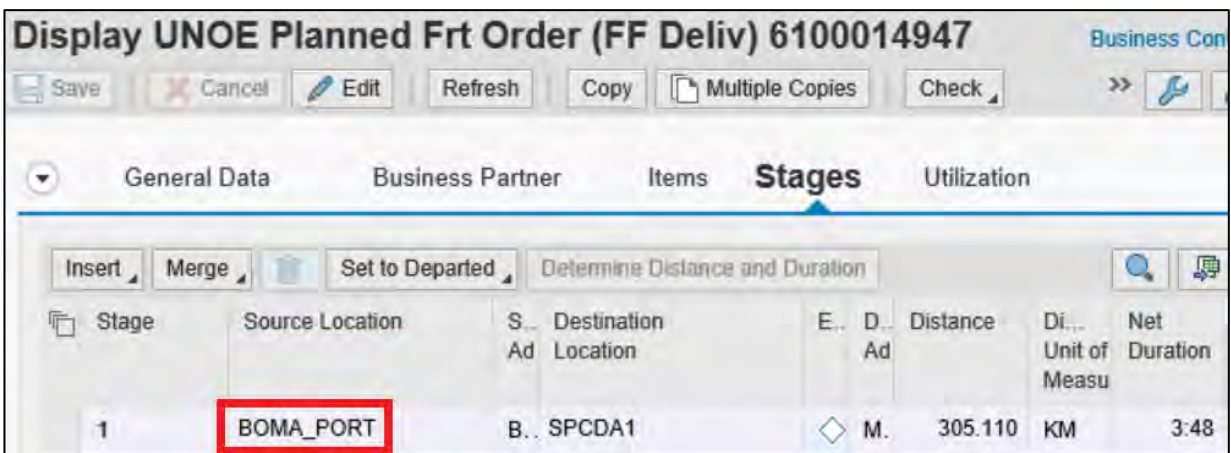 Display UNOE Planned Frt Order (FF Deliv) 6100014947 Business Con
Save Cancel Edit Refresh Copy Multiple Copies Check >>
General Data Business Partner Items Stages Utilization
Insert Merge Set to Departed Determine Distance and Duration
Stage Source Location S... Destination E... D... Distance Di... Net
Ad Location Ad Unit of Duration
Measu
1 BOMA_PORT B.. SPCDA1 M. 305.110 KM 3:48